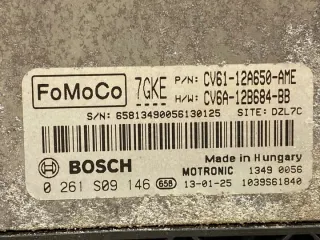 FoMoCo 7GKE P/N: CV61-12A650-AME
H/W: CV6A-12B684-BB
S/N: 65813490056130125 SITE: DZL7C
BOSCH Made in Hungary
MOTRONIC 1349 0056
0 261 S09 146 658 13-01-25 1039S61840